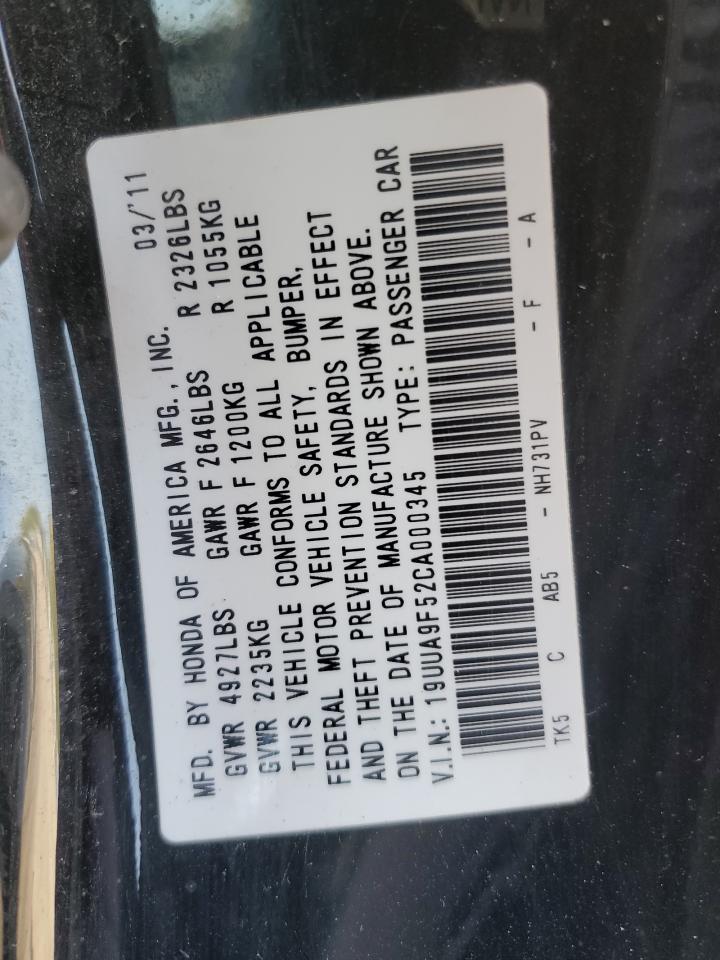 MFD. BY HONDA OF AMERICA MFG., INC. 03/'11
GVWR 4927LBS GAWR F 2646LBS R 2326LBS
GVWR 2235KG GAWR F 1200KG R 1055KG
THIS VEHICLE CONFORMS TO ALL APPLICABLE
FEDERAL MOTOR VEHICLE SAFETY, BUMPER,
AND THEFT PREVENTION STANDARDS IN EFFECT
ON THE DATE OF MANUFACTURE SHOWN ABOVE.
V.I.N.: 19UUA9F52CA000345 TYPE: PASSENGER CAR
TK5 C AB5 - NH731PV - F - A